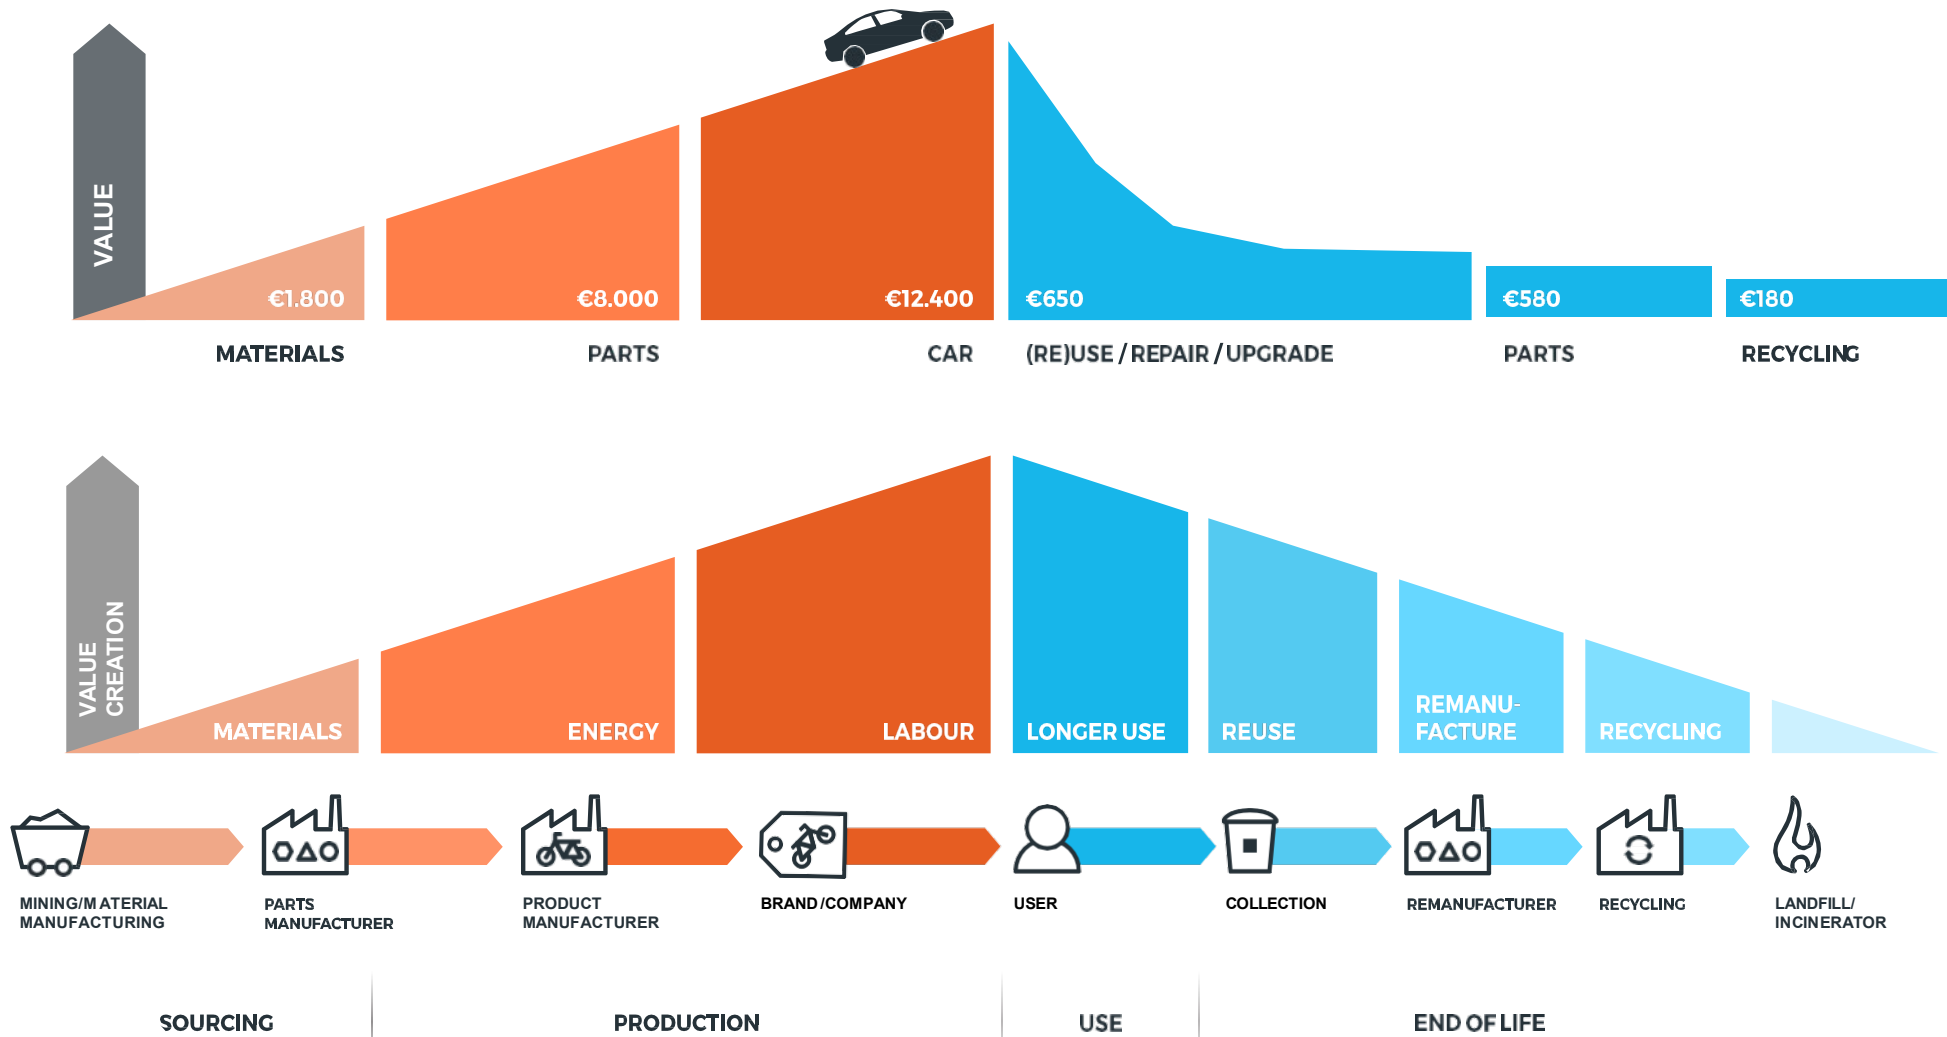 VALUE
€1.800
€8.000
€12.400
€650
€580
€180
MATERIALS
PARTS
CAR
(RE)USE / REPAIR / UPGRADE
PARTS
RECYCLING
VALUE
CREATION
MATERIALS
ENERGY
LABOUR
LONGER USE
REUSE
REMANU-
FACTURE
RECYCLING
MINING/MATERIAL
MANUFACTURING
PARTS
MANUFACTURER
PRODUCT
MANUFACTURER
BRAND/COMPANY
USER
COLLECTION
REMANUFACTURER
RECYCLING
LANDFILL/
INCINERATOR
SOURCING
PRODUCTION
USE
END OF LIFE